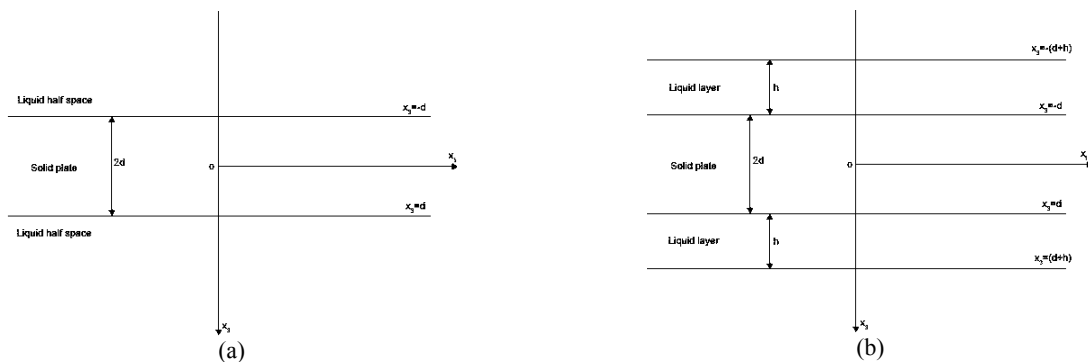 Liquid half space
x₃=-d
Solid plate
2d
o
x₁
x₃=d
Liquid half space
x₃
(a)
x₃=-(d+h)
Liquid layer
h
x₃=-d
Solid plate
2d
o
x₃=d
Liquid layer
h
x₃=(d+h)
x₃
(b)